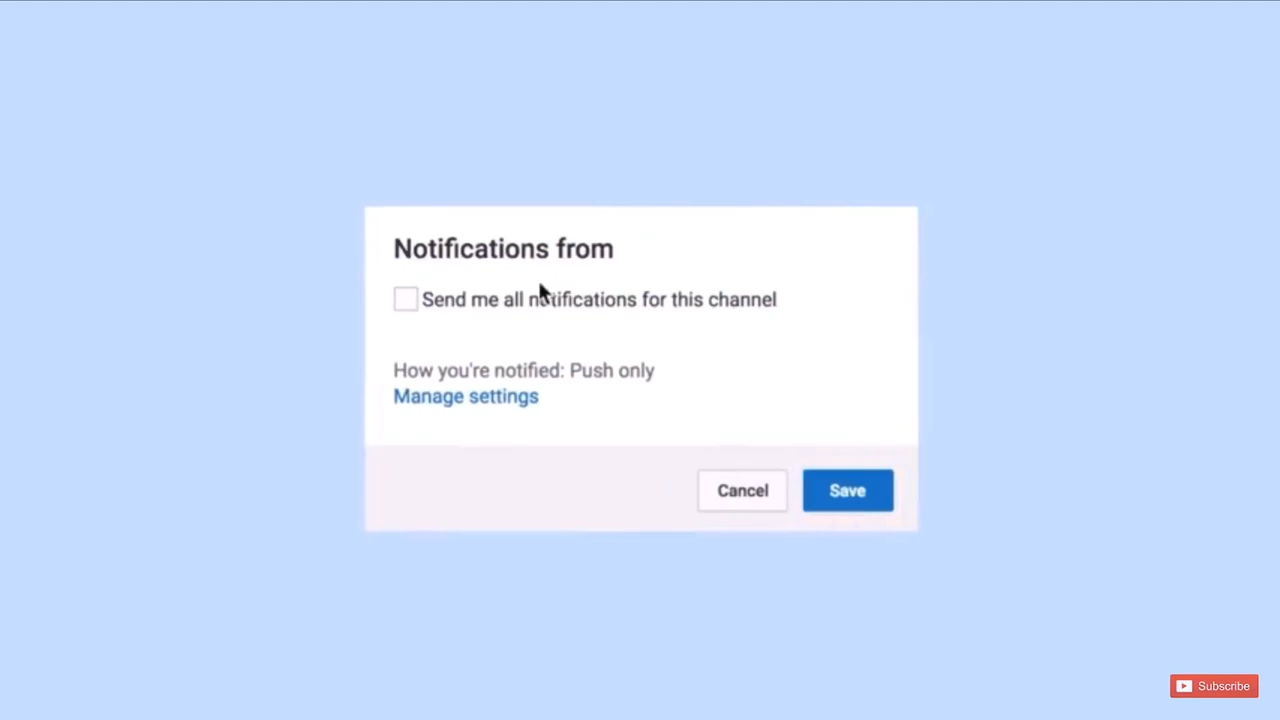 Notifications from
Send me all notifications for this channel
How you're notified: Push only
Manage settings
Cancel
Save
Subscribe